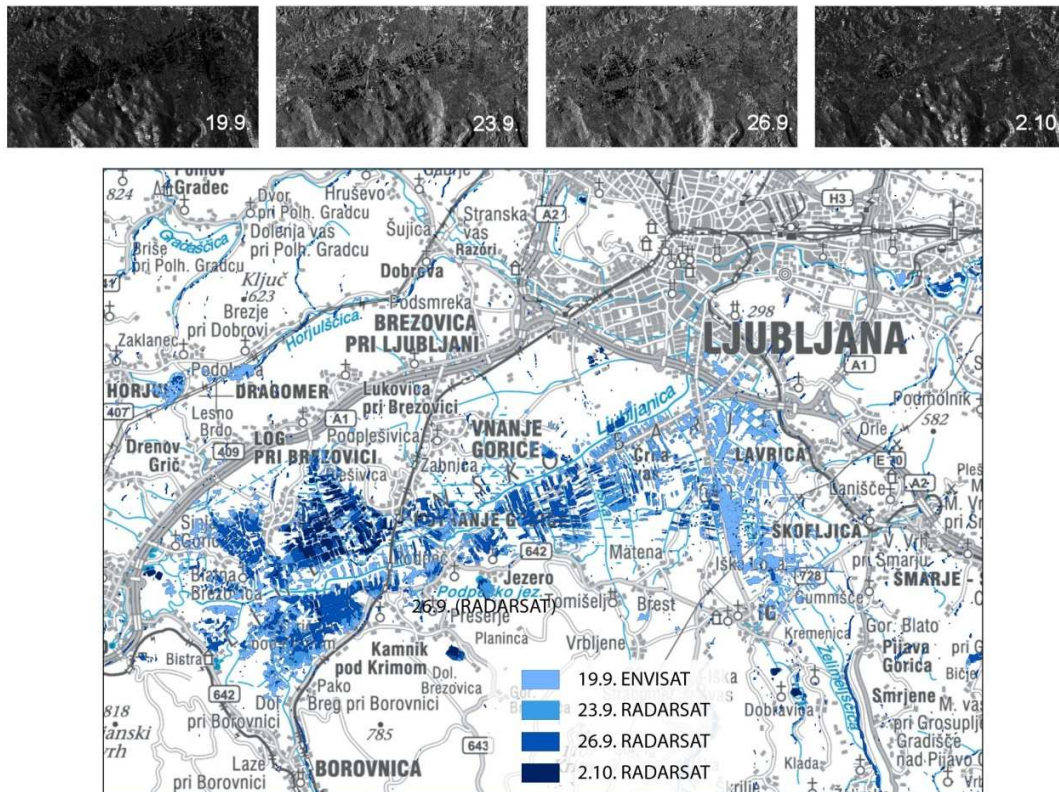 19.9.
23.9.
26.9.
2.10.
824
Gradec
Dvor
pri Polh. Gradcu
Hruševo
Stranska
vas
A2
H3
Šujica
Razóri
Dolenja vas
pri Polh. Gradcu
Gradaščica
Briše
pri Polh. Gradcu
Ključ
623
Dobrova
Brezje
pri Dobrovi
Podsmreka
Horjulščica
BREZOVICA
PRI LJUBLJANI
298
LJUBLJANA
Zaklanec
A1
HORJUL
DRAGOMER
Lukovica
pri Brezovici
407
Lesno
Brdo
A1
Ljubljanica
Podmolnik
582
Orle
Drenov
Grič
409
LOG
PRI BREZOVICI
Podplešivica
VNANJE
GORICE
Plešivica
Žabnica
Črna
vas
LAVRICA
E 70
Lanišče
A2
ŠKOFLJICA
642
Matena
Jezero
Podpeško jez.
728
pri Šmarju
ŠMARJE -
26.9. (RADARSAT)
Preserje
Tomišelj
Brest
IG
Gumnišče
Planinca
Vrbljene
Kremenica
Gor. Blato
Pijava
Gorica
Bistra
Kamnik
pod Krimom
Dol.
Brezovica
642
Dol
pri Borovnici
Pako
Breg pri Borovnici
Želimeljščica
Smrjene
Dobravica
818
785
643
Laze
pri Borovnici
BOROVNICA
Klada
19.9. ENVISAT
23.9. RADARSAT
26.9. RADARSAT
2.10. RADARSAT
pri Grosuplje
Gradišče
nad Pijavo